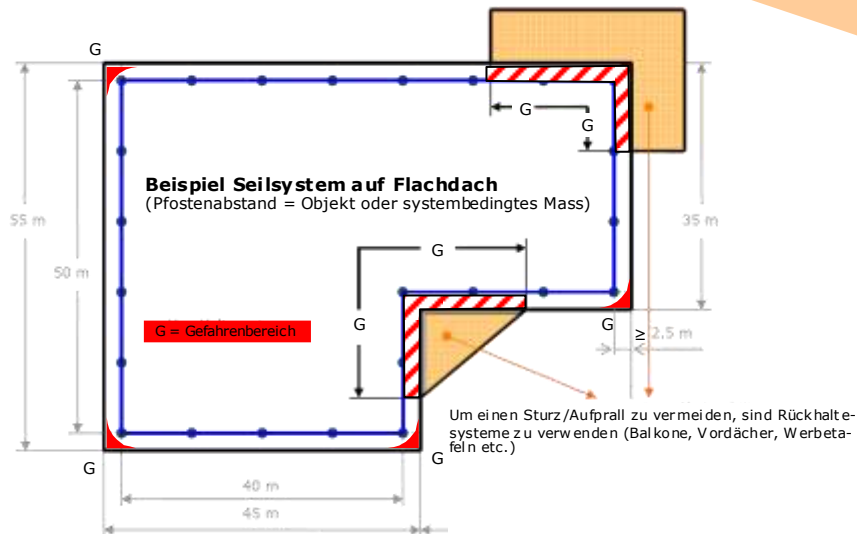 G
G
G
Beispiel Seilsystem auf Flachdach
(Pfostenabstand = Objekt oder systembedingtes Mass)
55 m
35 m
G
50 m
G = Gefahrenbereich
G
G
≥ 2,5 m
Um einen Sturz/Aufprall zu vermeiden, sind Rückhalte-
systeme zu verwenden (Balkone, Vordächer, Werbeta-
feln etc.)
G
G
40 m
45 m